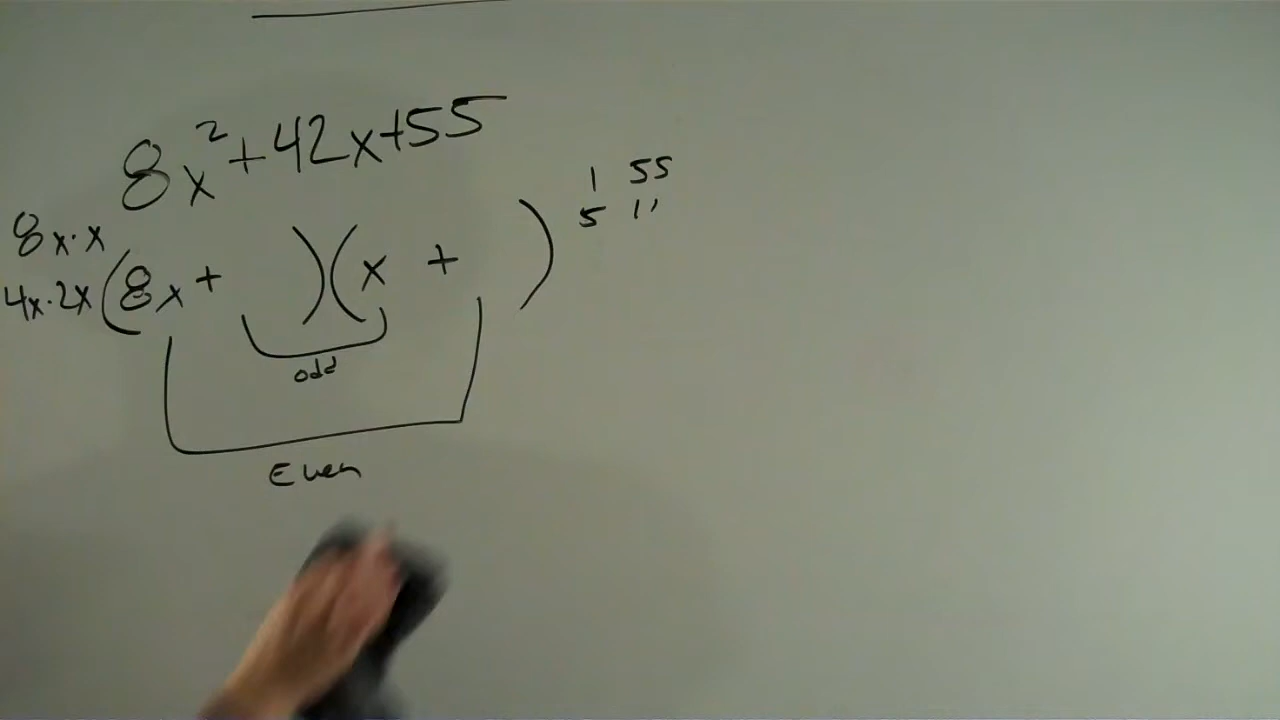 8x²+42x+55
1 55
5 11
8x·x
4x·2x (8x+ )(x + )
odd
Even